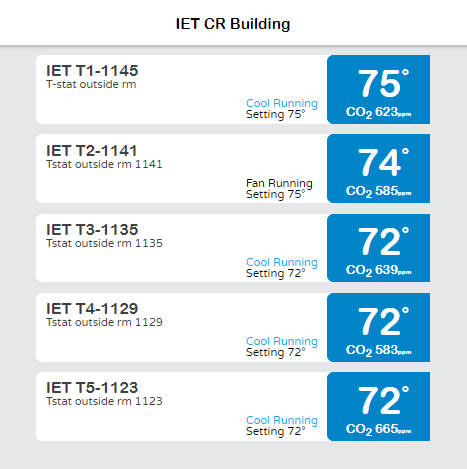 IET CR Building
IET T1-1145
T-stat outside rm
Cool Running
Setting 75°
75°
CO2 623ppm
IET T2-1141
Tstat outside rm 1141
Fan Running
Setting 75°
74°
CO2 585ppm
IET T3-1135
Tstat outside rm 1135
Cool Running
Setting 72°
72°
CO2 639ppm
IET T4-1129
Tstat outside rm 1129
Cool Running
Setting 72°
72°
CO2 583ppm
IET T5-1123
Tstat outside rm 1123
Cool Running
Setting 72°
72°
CO2 665ppm